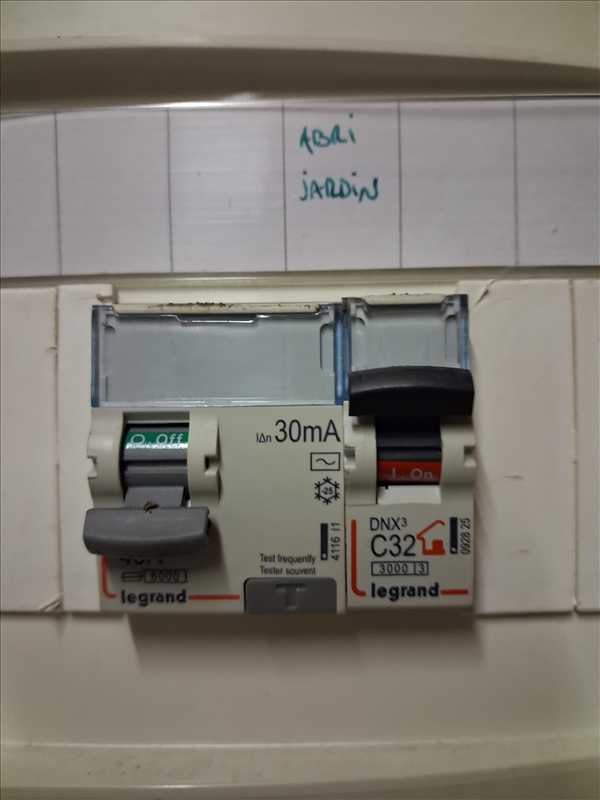 ABRi
JARDiN
O Off
IΔn 30mA
-25
4116 11
Test frequently
Tester souvent
6000
legrand
T
I On
DNX³
C32
3000 3
0928 25
legrand